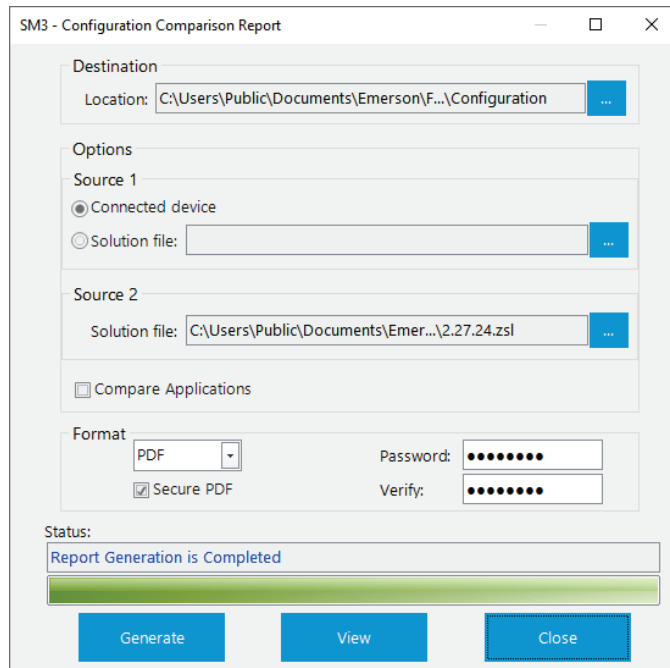 SM3 - Configuration Comparison Report
Destination
Location: C:\Users\Public\Documents\Emerson\F...\Configuration ...
Options
Source 1
Connected device
Solution file: ...
Source 2
Solution file: C:\Users\Public\Documents\Emer...\2.27.24.zsl ...
Compare Applications
Format
PDF Password: ●●●●●●●●
Secure PDF Verify: ●●●●●●●●
Status:
Report Generation is Completed
Generate View Close